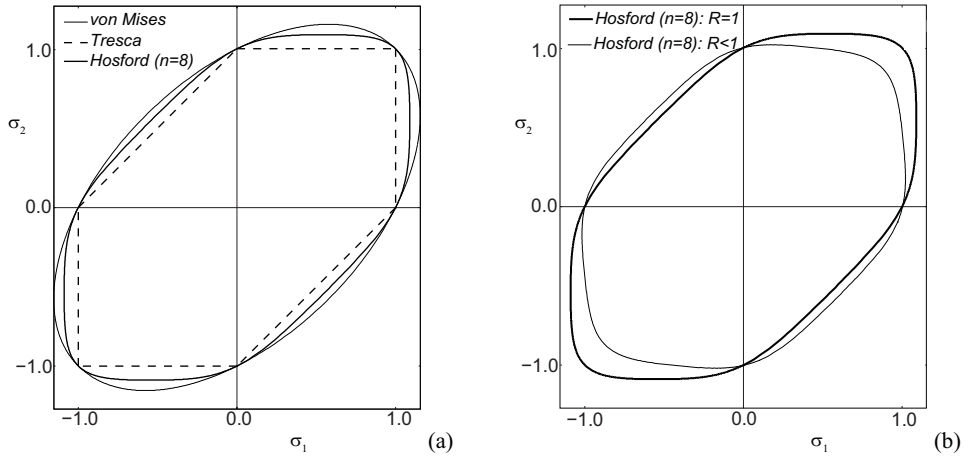 von Mises
Tresca
Hosford (n=8)
1.0
σ2
0.0
−1.0
−1.0
0.0
1.0
σ1
(a)
Hosford (n=8): R=1
Hosford (n=8): R<1
1.0
σ2
0.0
−1.0
−1.0
0.0
1.0
σ1
(b)